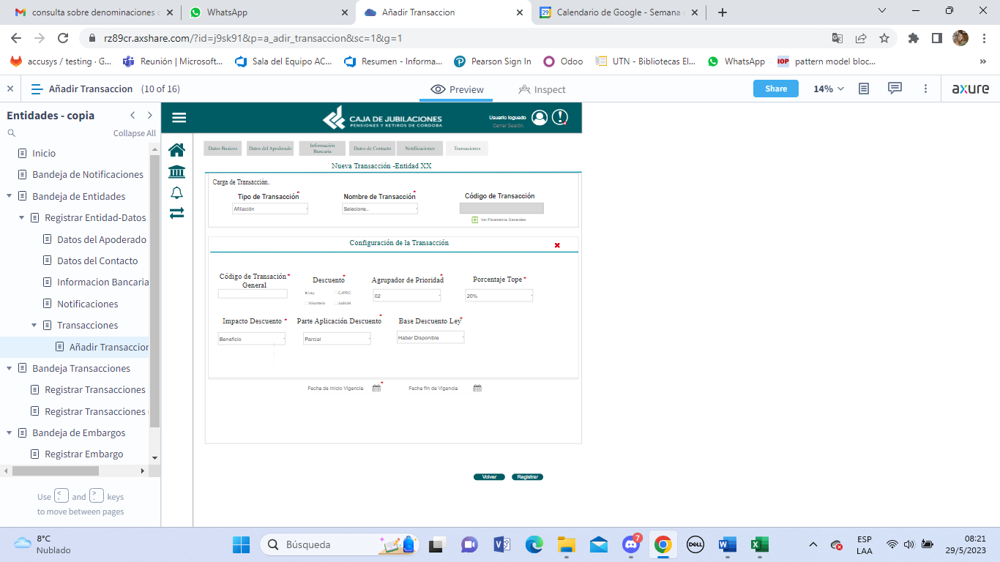 consulta sobre denominaciones
WhatsApp
Añadir Transaccion
Calendario de Google - Semana
rz89cr.axshare.com/?id=j9sk91&p=a_adir_transaccion&sc=1&g=1
accusys / testing · G...
Reunión | Microsoft...
Sala del Equipo AC...
Resumen - Informa...
Pearson Sign In
Odoo
UTN - Bibliotecas El...
WhatsApp
IOP pattern model bloc...
»
Añadir Transaccion (10 of 16)
Preview
Inspect
Share
14%
axure
Entidades - copia
Collapse All
Inicio
Bandeja de Notificaciones
Bandeja de Entidades
Registrar Entidad-Datos
Datos del Apoderado
Datos del Contacto
Informacion Bancaria
Notificaciones
Transacciones
Añadir Transaccion
Bandeja Transacciones
Registrar Transacciones
Registrar Transacciones
Bandeja de Embargos
Registrar Embargo
Use < , and > . keys
to move between pages
CAJA DE JUBILACIONES
PENSIONES Y RETIROS DE CORDOBA
Usuario logueado
Cerrar Sesión.
Datos Basicos
Datos del Apoderado
Información
Bancaria
Datos de Contacto
Notificaciones
Transaciones
Nueva Transacción -Entidad XX
Carga de Transacción..
Tipo de Transacción *
Nombre de Transacción *
Código de Transacción
Afiliación
Selecione..
Ver Parametros Generales
Configuración de la Transacción
Código de Transación *
General
Descuento *
Agrupador de Prioridad *
Porcentaje Tope *
Ley
CJPRC
Voluntario
Judicial
02
20%
Impacto Descuento *
Parte Aplicación Descuento *
Base Descuento Ley *
Beneficio
Parcial
Haber Disponible
Fecha de Inicio Vigencia *
Fecha fin de Vigencia
Volver
Registrar
8°C
Nublado
Búsqueda
7
DELL
ESP
LAA
08:21
29/5/2023